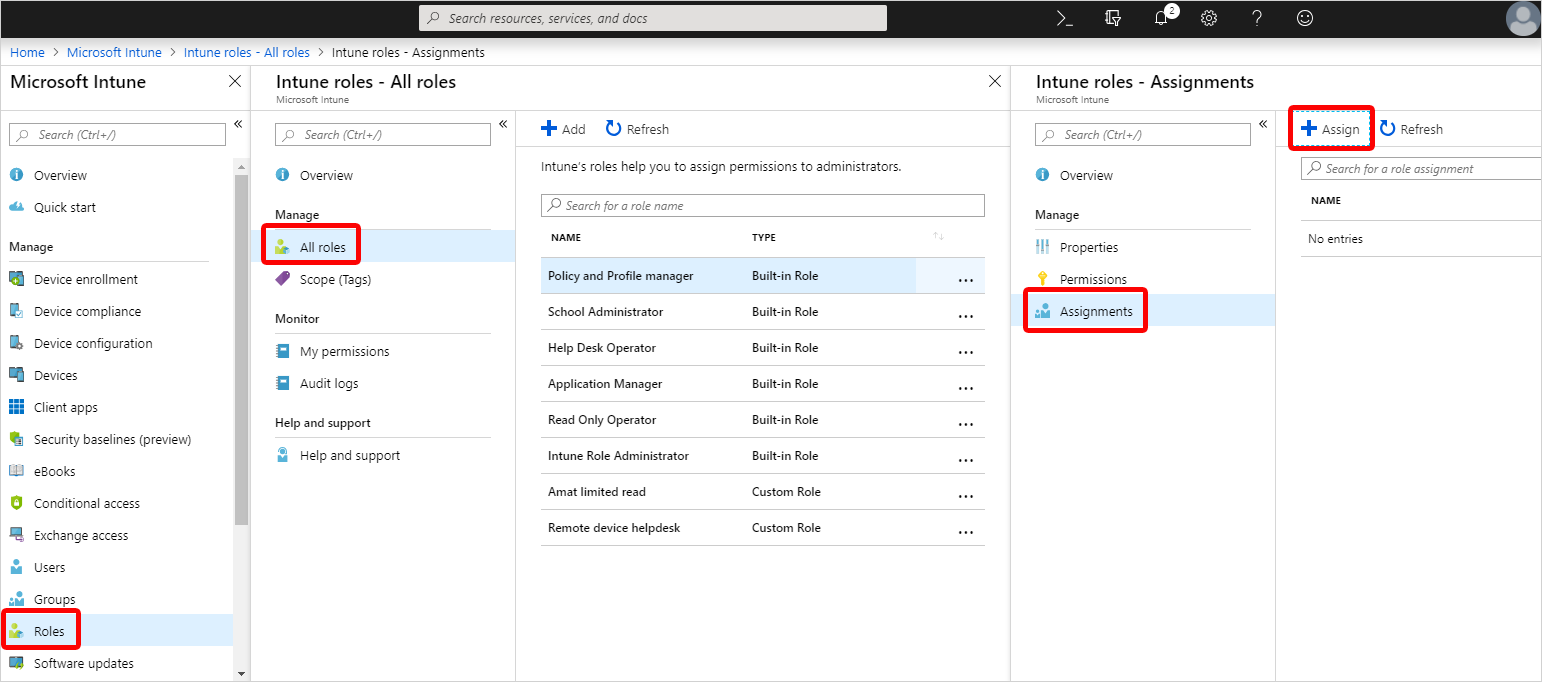 Search resources, services, and docs
2
Home > Microsoft Intune > Intune roles - All roles > Intune roles - Assignments
Microsoft Intune
Search (Ctrl+/)
Overview
Quick start
Manage
Device enrollment
Device compliance
Device configuration
Devices
Client apps
Security baselines (preview)
eBooks
Conditional access
Exchange access
Users
Groups
Roles
Software updates
Intune roles - All roles
Microsoft Intune
Search (Ctrl+/)
Overview
Manage
All roles
Scope (Tags)
Monitor
My permissions
Audit logs
Help and support
Help and support
Add Refresh
Intune's roles help you to assign permissions to administrators.
Search for a role name
NAME TYPE
Policy and Profile manager Built-in Role
School Administrator Built-in Role
Help Desk Operator Built-in Role
Application Manager Built-in Role
Read Only Operator Built-in Role
Intune Role Administrator Built-in Role
Amat limited read Custom Role
Remote device helpdesk Custom Role
Intune roles - Assignments
Microsoft Intune
Search (Ctrl+/)
Overview
Manage
Properties
Permissions
Assignments
Assign Refresh
Search for a role assignment
NAME
No entries